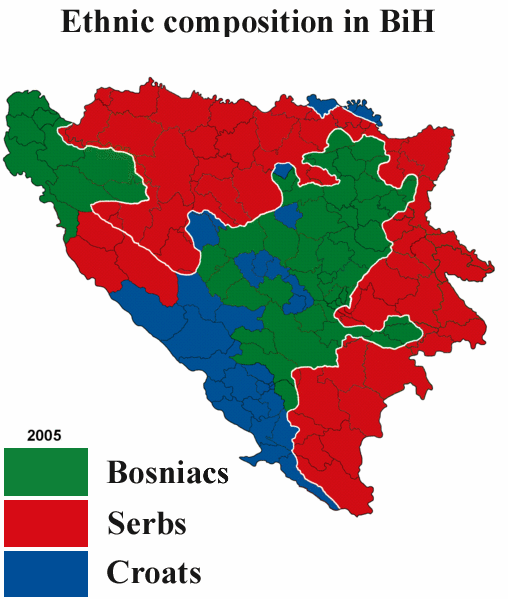 Ethnic composition in BiH
2005
Bosniacs
Serbs
Croats